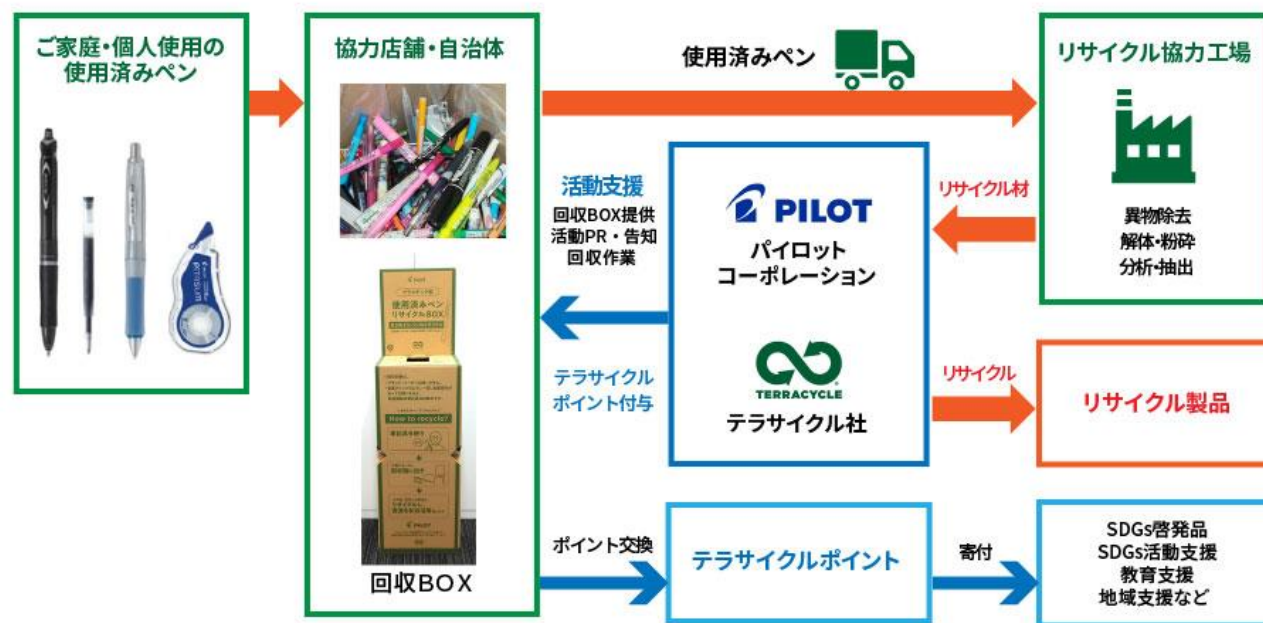 ご家庭・個人使用の
使用済みペン
協力店舗・自治体
使用済みペン
リサイクル協力工場
異物除去
解体・粉砕
分析・抽出
リサイクル材
活動支援
回収BOX提供
活動PR・告知
回収作業
PILOT
パイロット
コーポレーション
テラサイクル
ポイント付与
TERRACYCLE
テラサイクル社
リサイクル
リサイクル製品
PILOT
使用済みペン
リサイクルBOX
How to recycle?
PILOT
回収BOX
ポイント交換
テラサイクルポイント
寄付
SDGs啓発品
SDGs活動支援
教育支援
地域支援など